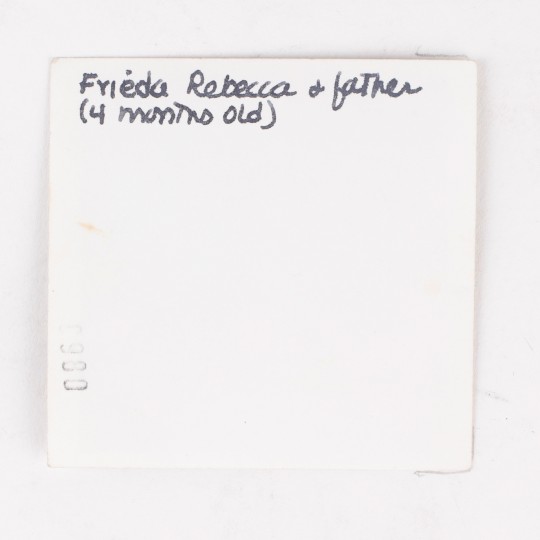 Frieda Rebecca & father
(4 months old)
0863